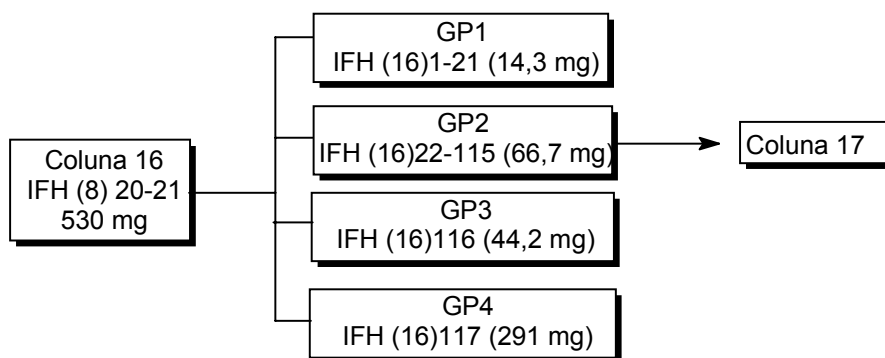 GP1
IFH (16)1-21 (14,3 mg)
GP2
IFH (16)22-115 (66,7 mg)
Coluna 17
Coluna 16
IFH (8) 20-21
530 mg
GP3
IFH (16)116 (44,2 mg)
GP4
IFH (16)117 (291 mg)